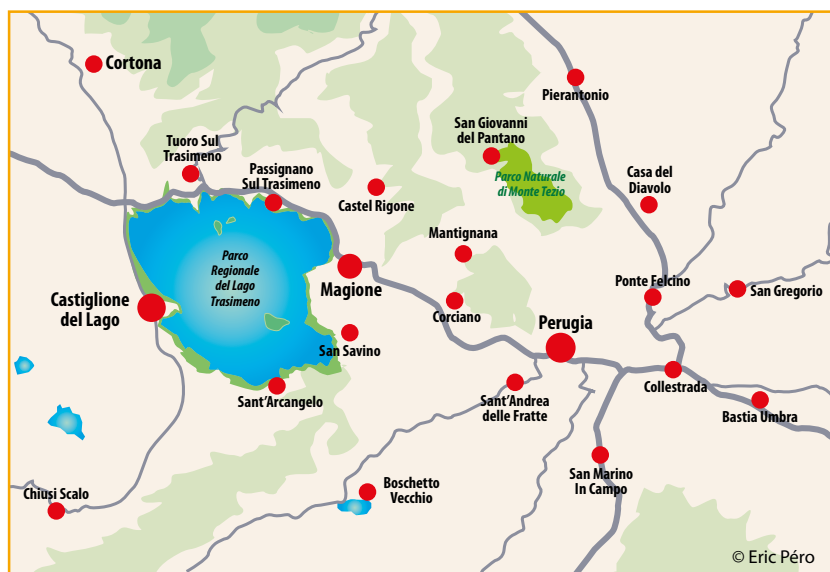 Cortona
Pierantonio
San Giovanni
del Pantano
Tuoro Sul
Trasimeno
Passignano
Sul Trasimeno
Castel Rigone
Parco Naturale
di Monte Tezio
Casa del
Diavolo
Mantignana
Parco
Regionale
del Lago
Trasimeno
Magione
Ponte Felcino
San Gregorio
Castiglione
del Lago
Corciano
Perugia
San Savino
Sant'Arcangelo
Sant'Andrea
delle Fratte
Collestrada
Bastia Umbra
San Marino
In Campo
Chiusi Scalo
Boschetto
Vecchio
© Eric Péro